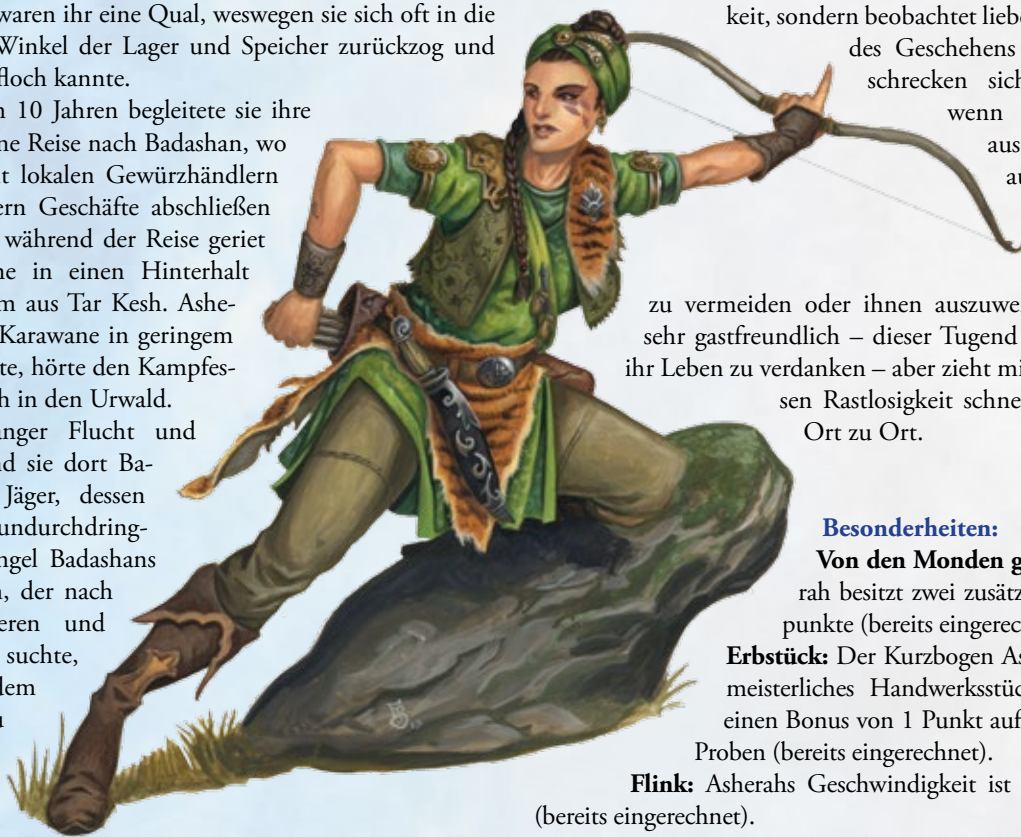 waren ihr eine Qual, weswegen sie sich oft in die
Winkel der Lager und Speicher zurückzog und
floch kannte.
n 10 Jahren begleitete sie ihre
ne Reise nach Badashan, wo
it lokalen Gewürzhändlern
ern Geschäfte abschließen
während der Reise geriet
ne in einen Hinterhalt
m aus Tar Kesh. Ashe-
Karawane in geringem
te, hörte den Kampfes-
h in den Urwald.
anger Flucht und
nd sie dort Ba-
Jäger, dessen
undurchdring-
ngel Badashans
n, der nach
eren und
suchte,
dem
u
keit, sondern beobachtet liebe
des Geschehens
schrecken sich
wenn
aus
au
zu vermeiden oder ihnen auszuwei
sehr gastfreundlich – dieser Tugend
ihr Leben zu verdanken – aber zieht mi
sen Rastlosigkeit schne
Ort zu Ort.
Besonderheiten:
Von den Monden g
rah besitzt zwei zusätz
punkte (bereits eingerec
Erbstück: Der Kurzbogen As
meisterliches Handwerksstüc
einen Bonus von 1 Punkt auf
Proben (bereits eingerechnet).
Flink: Asherahs Geschwindigkeit ist
(bereits eingerechnet).